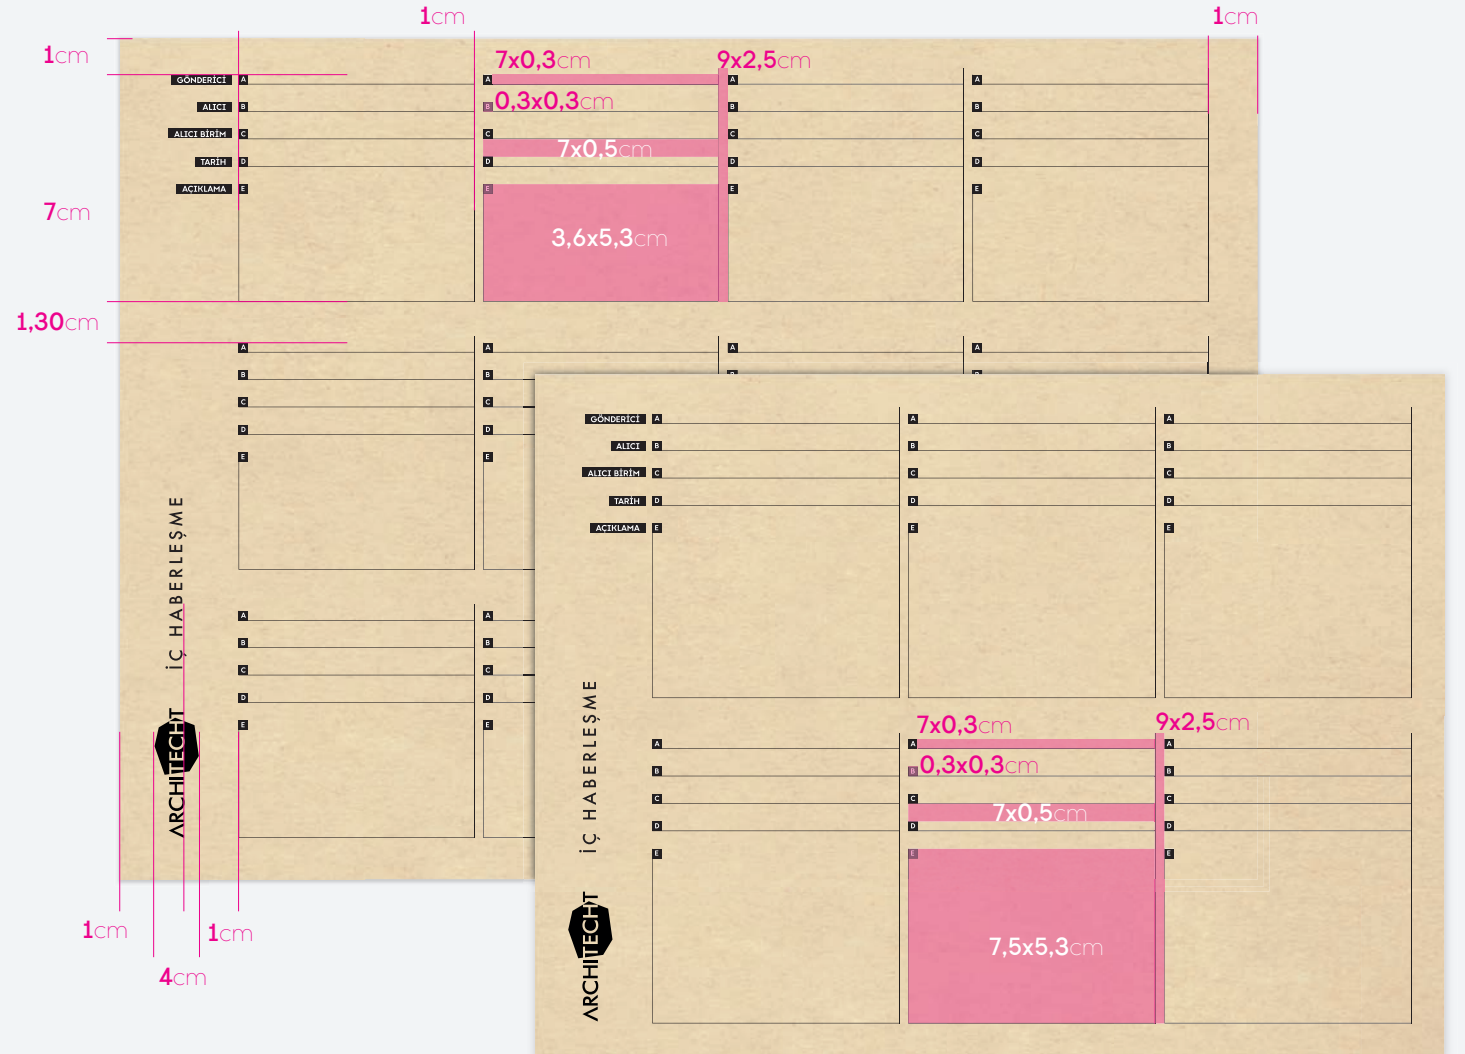 1cm
1cm
1cm
7x0,3cm
9x2,5cm
GÖNDERİCİ A A A A
0,3x0,3cm
ALICI B B B B
ALICI BİRİM C C C C
7x0,5cm
TARİH D D D D
AÇIKLAMA E E E E
7cm
3,6x5,3cm
1,30cm
A A A A
B B B B
C C
D D
E E
A A
B B
C C
D D
E E
İÇ HABERLEŞME
ARCHITECHT
1cm
1cm
4cm
GÖNDERİCİ A A A
ALICI B B B
ALICI BİRİM C C C
TARİH D D D
AÇIKLAMA E E E
7x0,3cm
9x2,5cm
A A A
0,3x0,3cm
B B B
C C C
7x0,5cm
D D D
E E E
7,5x5,3cm
İÇ HABERLEŞME
ARCHITECHT